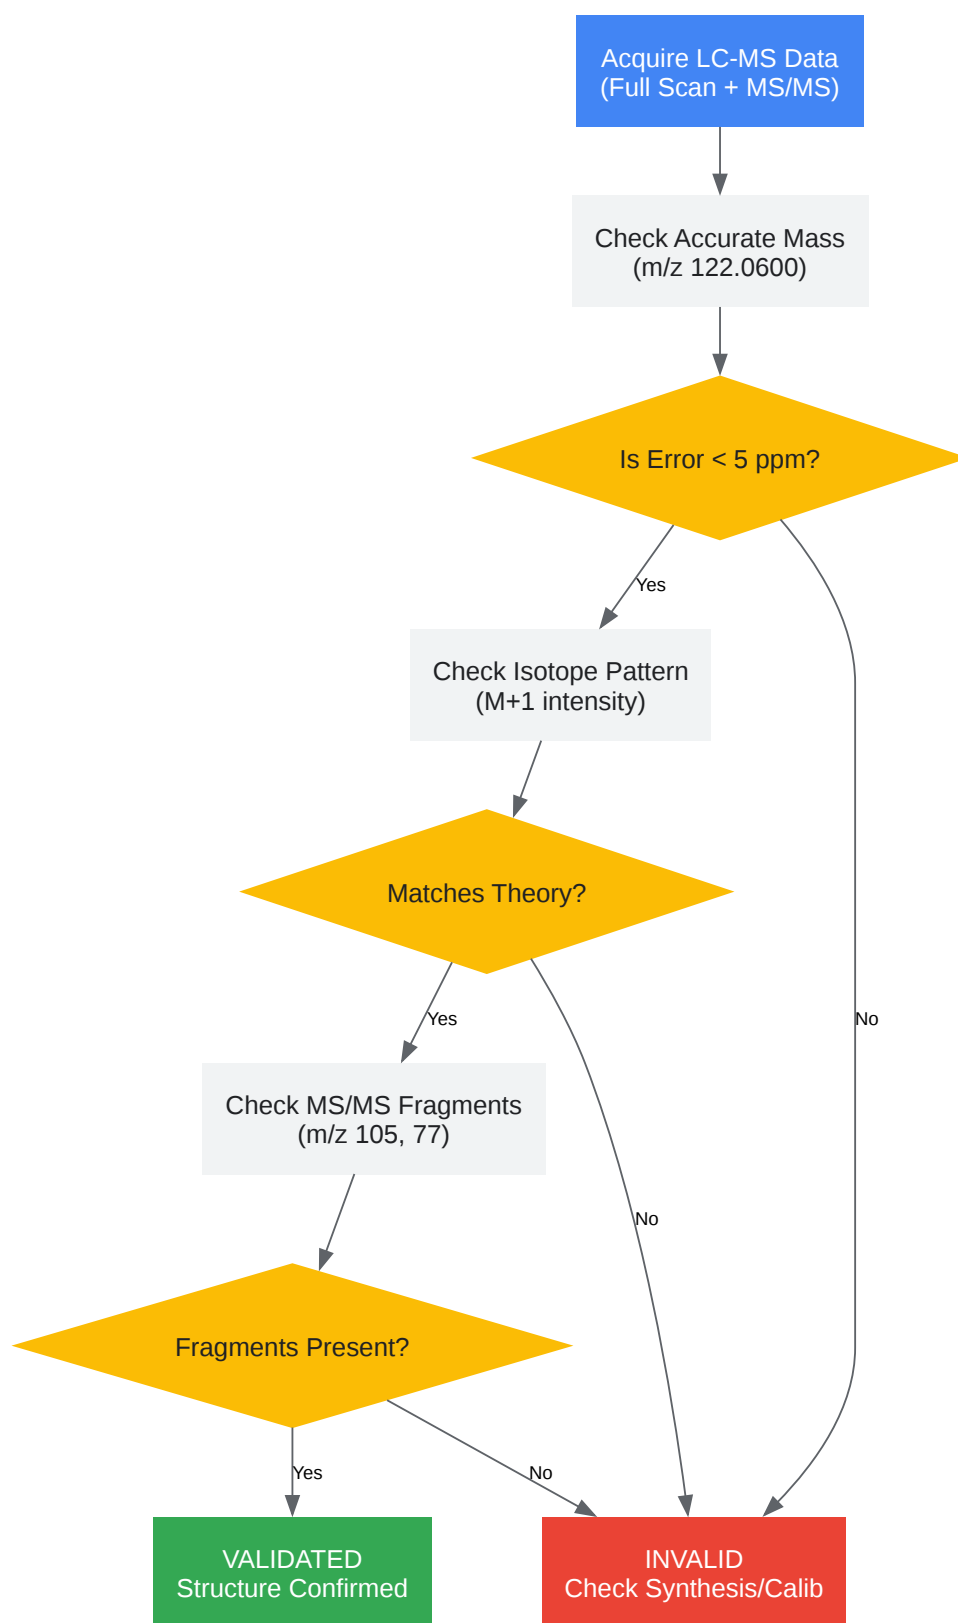 Acquire LC-MS Data
(Full Scan + MS/MS)
Check Accurate Mass
(m/z 122.0600)
Is Error < 5 ppm?
Yes
Check Isotope Pattern
(M+1 intensity)
Matches Theory?
Yes
No
Check MS/MS Fragments
(m/z 105, 77)
No
Fragments Present?
Yes
No
VALIDATED
Structure Confirmed
INVALID
Check Synthesis/Calib